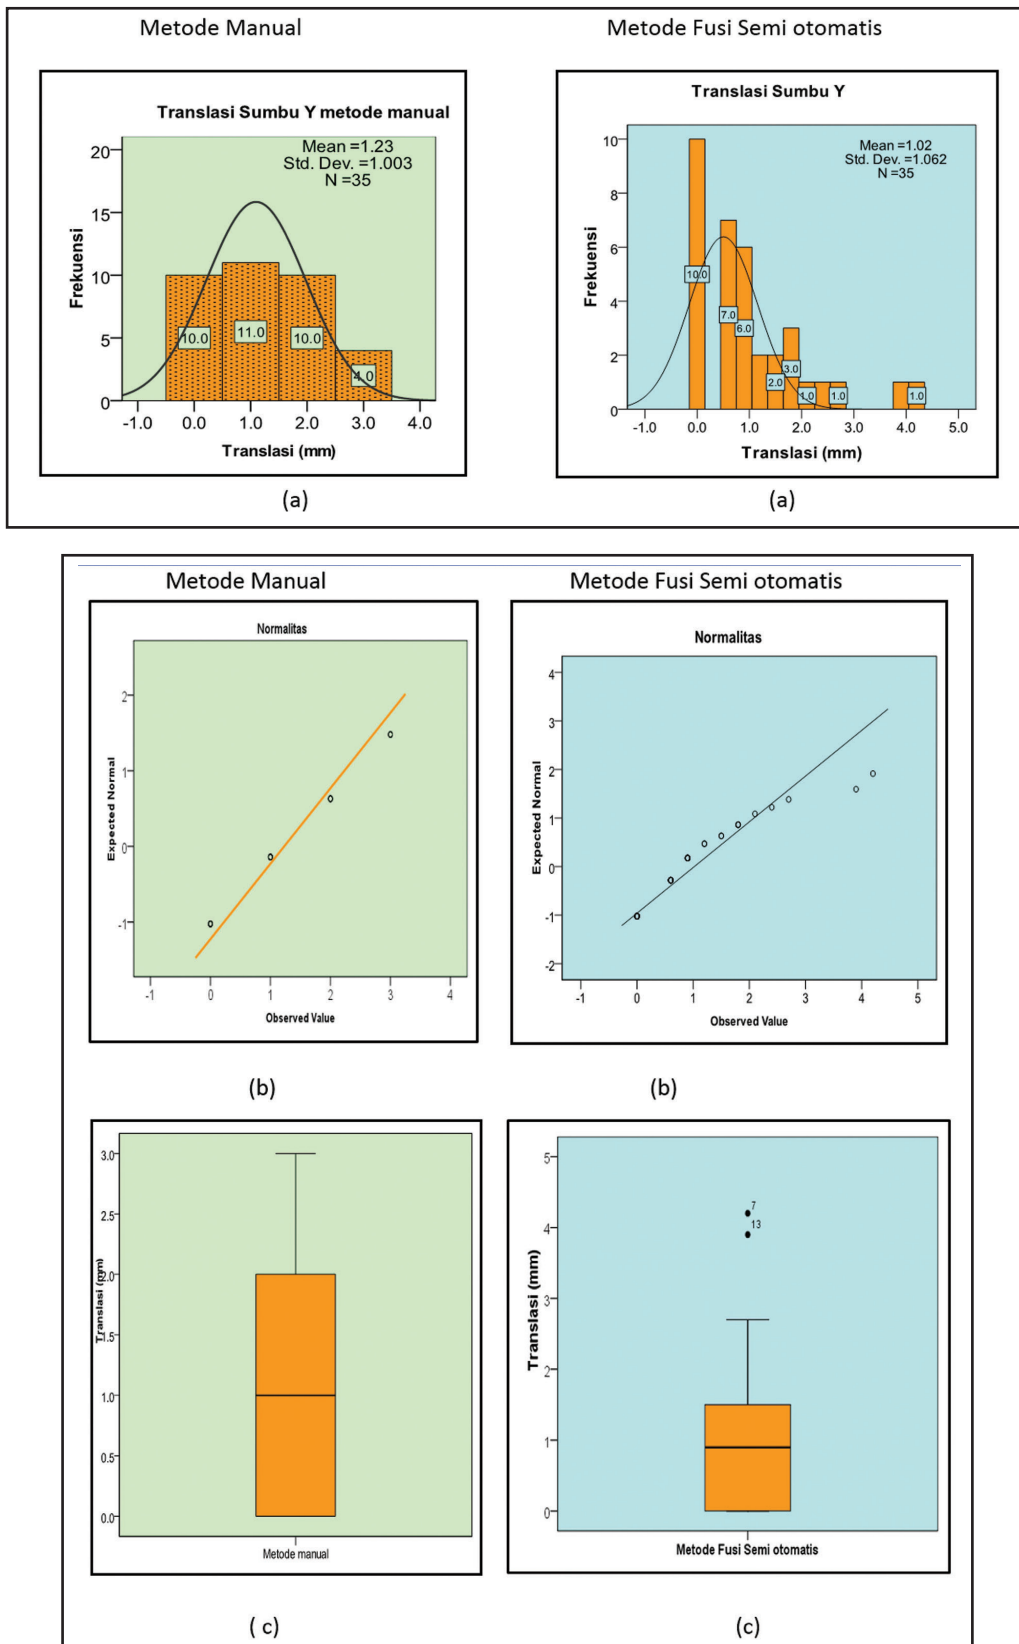 Metode Manual
Metode Fusi Semi otomatis
Translasi Sumbu Y metode manual
Mean =1.23
Std. Dev. =1.003
N =35
Frekuensi
20
15
10
5
0
10.0
11.0
10.0
4.0
-1.0 0.0 1.0 2.0 3.0 4.0
Translasi (mm)
(a)
Translasi Sumbu Y
Mean =1.02
Std. Dev. =1.062
N =35
Frekuensi
10
8
6
4
2
0
10.0
7.0
6.0
2.0
3.0
1.0
1.0
1.0
-1.0 0.0 1.0 2.0 3.0 4.0 5.0
Translasi (mm)
(a)
Metode Manual
Metode Fusi Semi otomatis
Normalitas
Expected Normal
2
1
0
-1
-1 0 1 2 3 4
Observed Value
(b)
Normalitas
Expected Normal
4
3
2
1
0
-1
-2
-1 0 1 2 3 4 5
Observed Value
(b)
Translasi (mm)
3.0
2.5
2.0
1.5
1.0
0.5
0.0
Metode manual
( c)
Translasi (mm)
5
4
3
2
1
0
7
13
Metode Fusi Semi otomatis
(c)